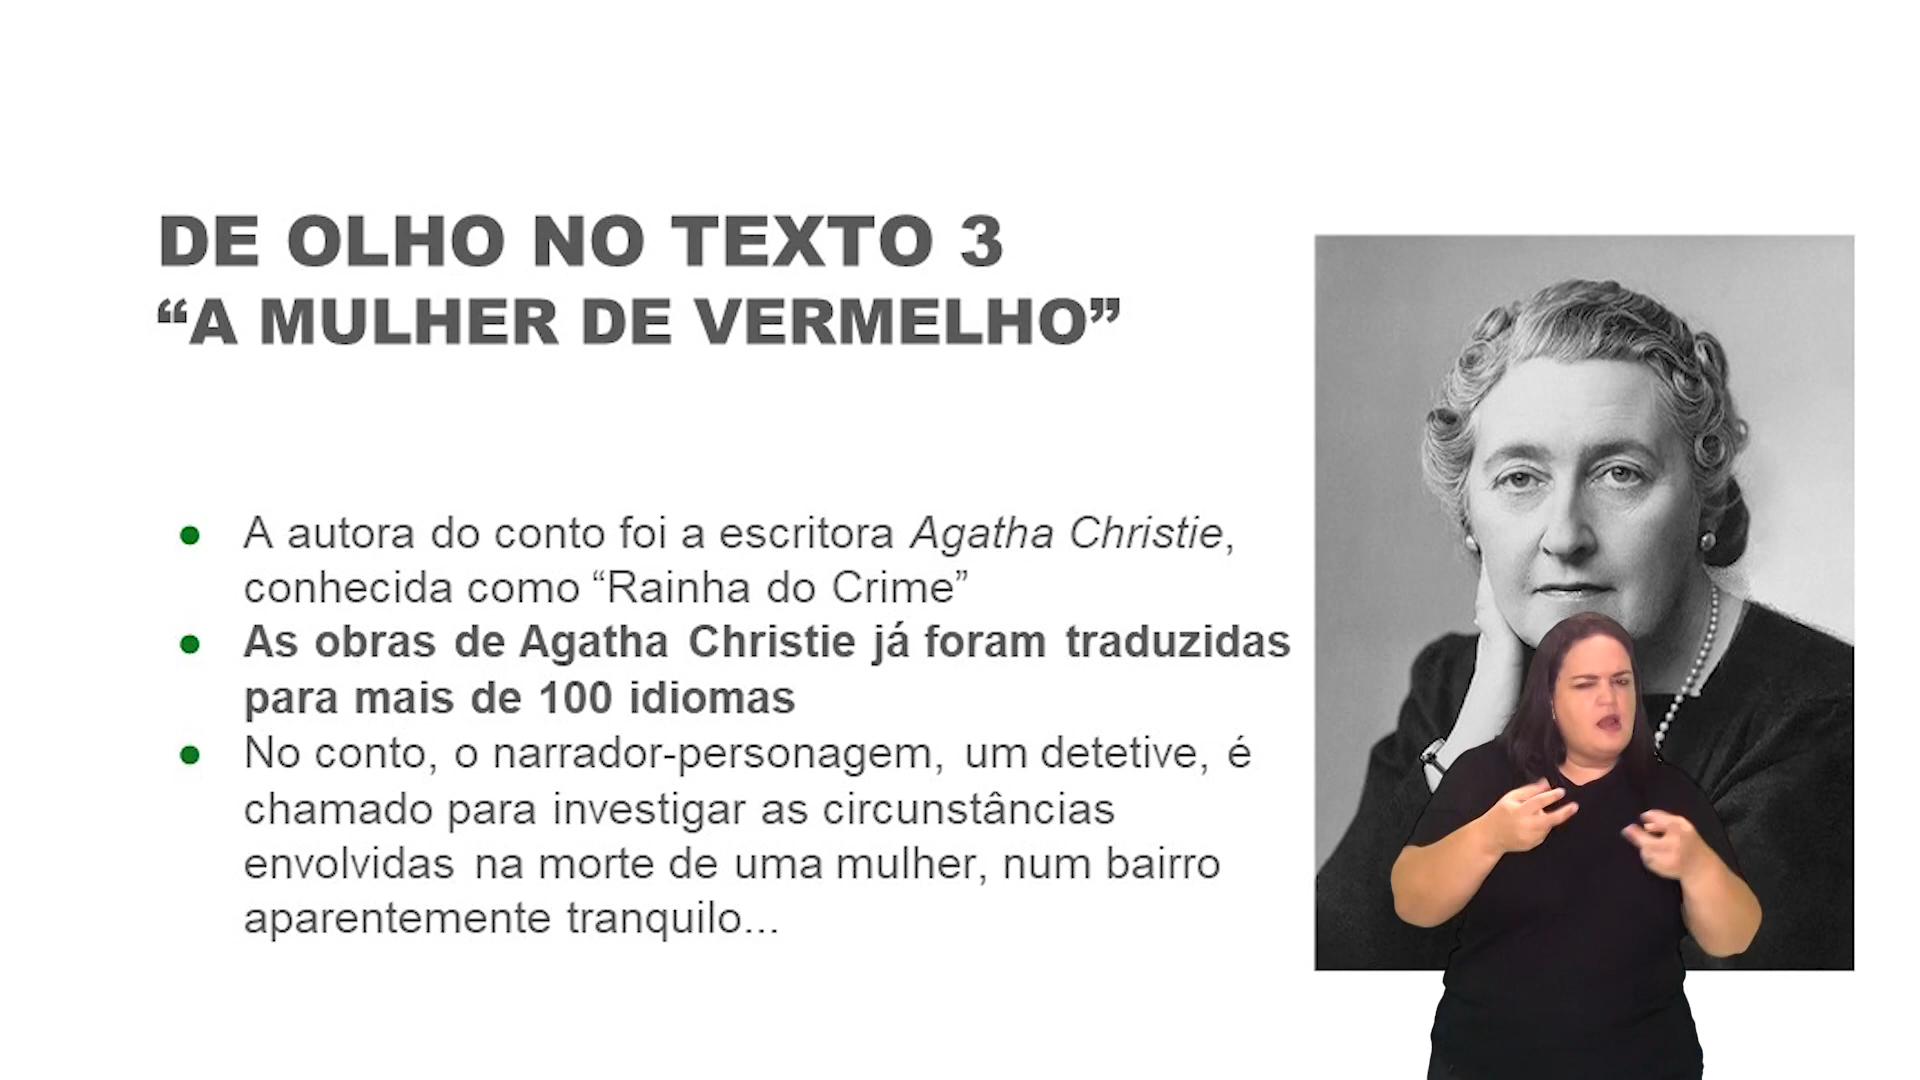 DE OLHO NO TEXTO 3
“A MULHER DE VERMELHO”
● A autora do conto foi a escritora Agatha Christie,
conhecida como “Rainha do Crime”
● As obras de Agatha Christie já foram traduzidas
para mais de 100 idiomas
● No conto, o narrador-personagem, um detetive, é
chamado para investigar as circunstâncias
envolvidas na morte de uma mulher, num bairro
aparentemente tranquilo...